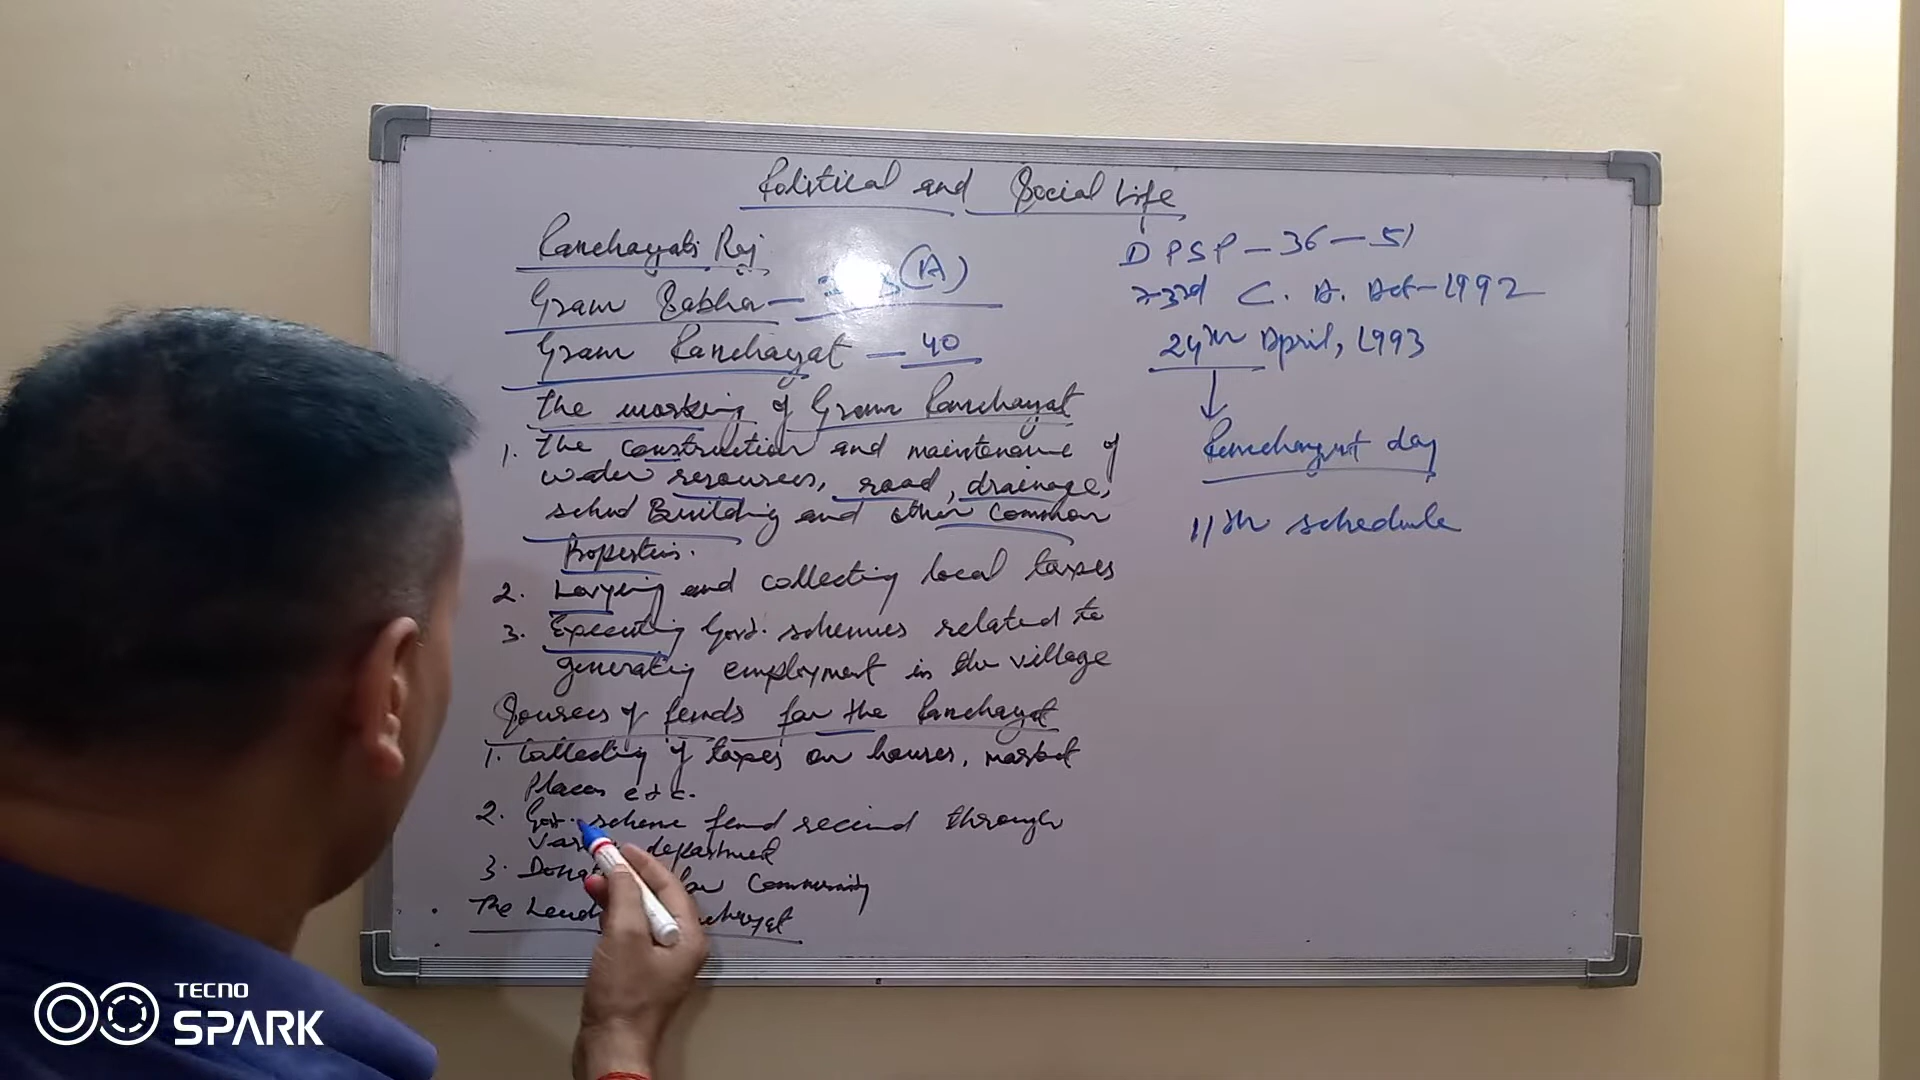 Political and Social Life
Panchayati Raj
Gram Sabha - (A)
Gram Panchayat - 40
The working of Gram Panchayat
1. The construction and maintenance of
water resources, road, drainage,
school Building and other common
Properties.
2. Levying and collecting local taxes
3. Executing Govt. schemes related to
generating employment in the village
Sources of funds for the Panchayat
1. Collecting of taxes on houses, market
Places etc.
2. Govt. scheme fund received through
department
3. for Community
The
DPSP - 36 - 51
73rd C. A. Act - 1992
24th April, 1993
Panchayat day
11th schedule
TECNO
SPARK